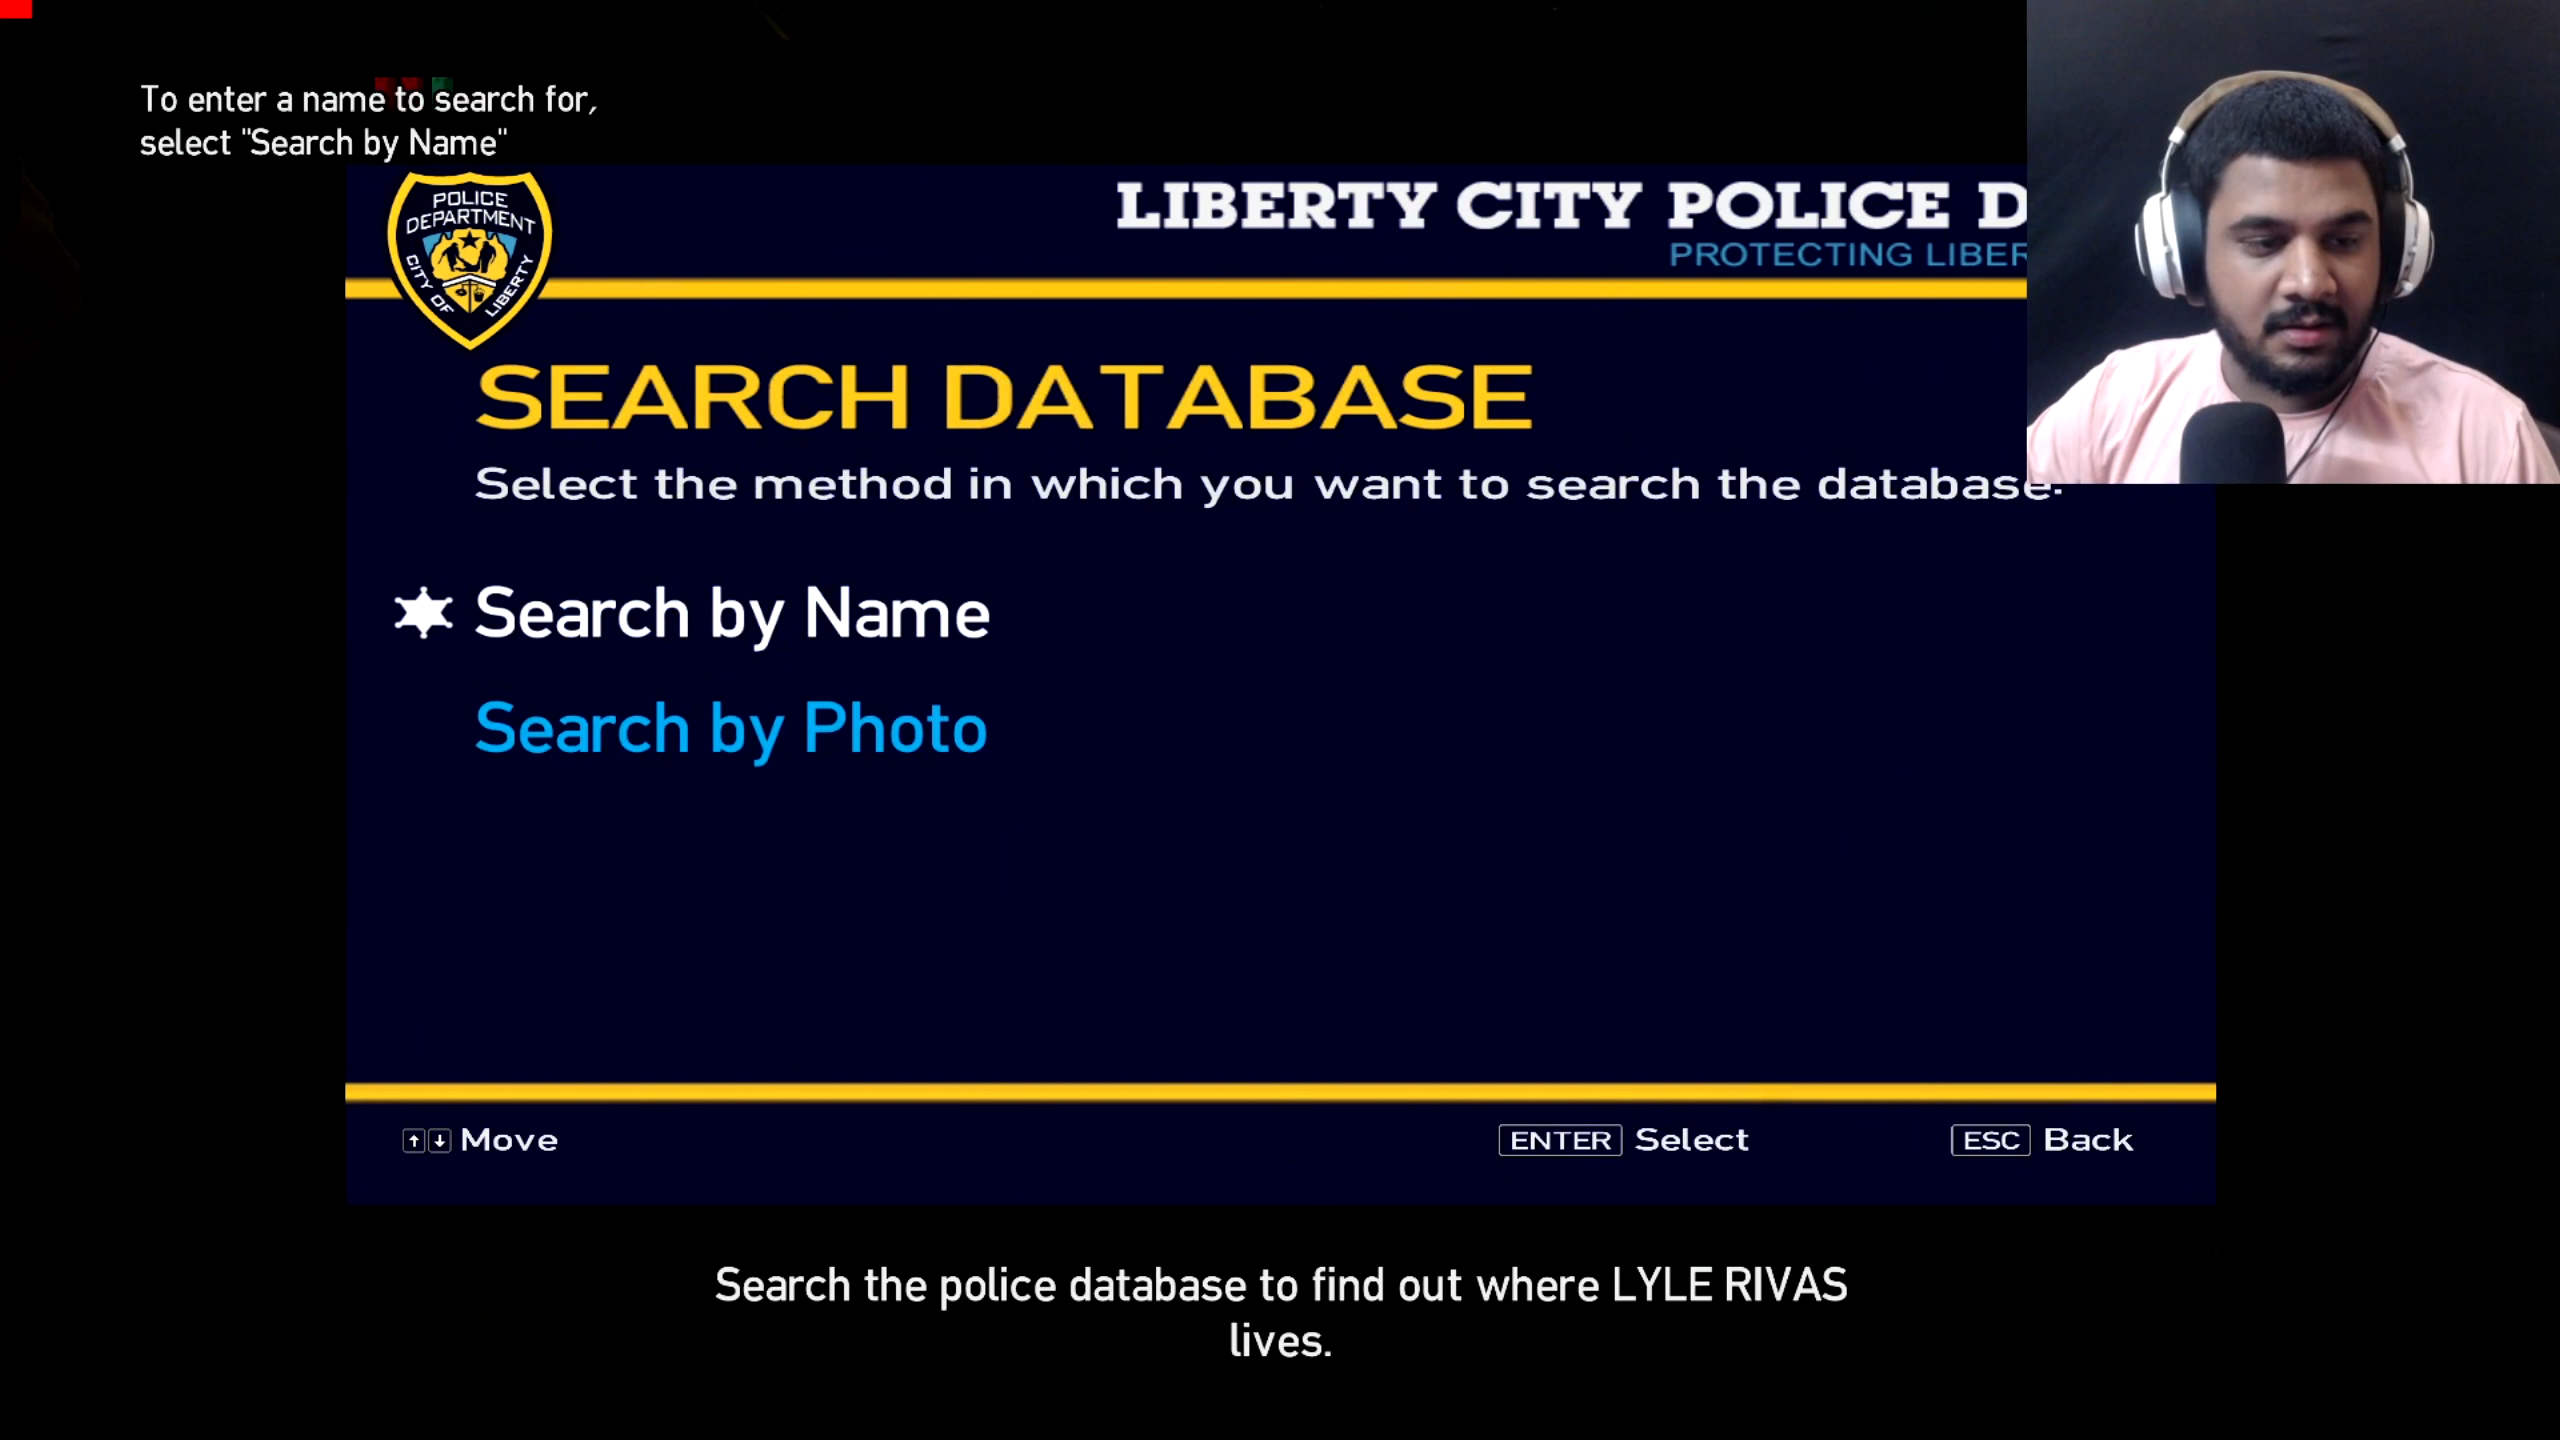 To enter a name to search for,
select "Search by Name"
POLICE
DEPARTMENT
CITY OF
LIBERTY
LIBERTY CITY POLICE
PROTECTING
SEARCH DATABASE
Select the method in which you want to search the database.
Search by Name
Search by Photo
Move
ENTER Select
ESC Back
Search the police database to find out where LYLE RIVAS
lives.